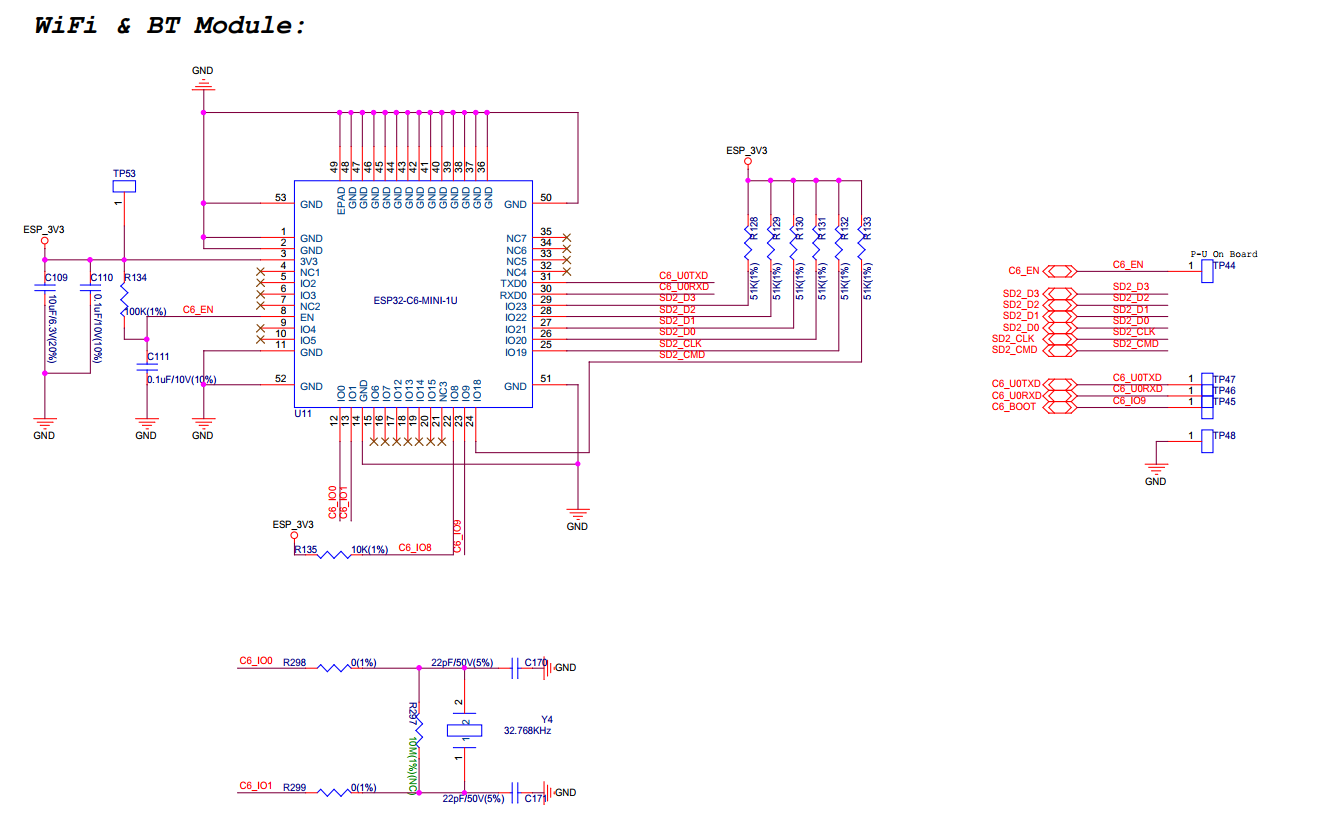 WiFi & BT Module:
GND
49 48 47 46 45 44 43 42 41 40 39 38 37 36
EPAD GND GND GND GND GND GND GND GND GND GND GND GND GND
TP53
1
ESP_3V3
C109
10uF/6.3V(20%)
C110
0.1uF/10V(10%)
R134
100K(1%)
C6_EN
C111
0.1uF/10V(10%)
GND
GND
GND
53 GND
1 GND
2 GND
3 3V3
4 NC1
5 IO2
6 IO3
7 NC2
8 EN
9 IO4
10 IO5
11 GND
52 GND
ESP32-C6-MINI-1U
U11
GND 50
NC7 35
NC6 34
NC5 33
NC4 32
TXD0 31
RXD0 30
IO23 29
IO22 28
IO21 27
IO20 26
IO19 25
GND 51
IO0 IO1 GND IO6 IO7 IO12 IO13 IO14 IO15 NC3 IO8 IO9 IO18
12 13 14 15 16 17 18 19 20 21 22 23 24
C6_U0TXD
C6_U0RXD
SD2_D3
SD2_D2
SD2_D1
SD2_D0
SD2_CLK
SD2_CMD
ESP_3V3
R128 R129 R130 R131 R132 R133
51K(1%) 51K(1%) 51K(1%) 51K(1%) 51K(1%) 51K(1%)
C6_IO0
C6_IO1
C6_IO9
GND
ESP_3V3
R135 10K(1%) C6_IO8
P-U On Board
C6_EN C6_EN 1 TP44
SD2_D3 SD2_D3
SD2_D2 SD2_D2
SD2_D1 SD2_D1
SD2_D0 SD2_D0
SD2_CLK SD2_CLK
SD2_CMD SD2_CMD
C6_U0TXD C6_U0TXD 1 TP47
C6_U0RXD C6_U0RXD 1 TP46
C6_BOOT C6_IO9 1 TP45
1 TP48
GND
C6_IO0 R298 0(1%) 22pF/50V(5%) C170 GND
R297
10M(1%)(NC)
2
2
1
1
Y4
32.768KHz
C6_IO1 R299 0(1%) 22pF/50V(5%) C171 GND